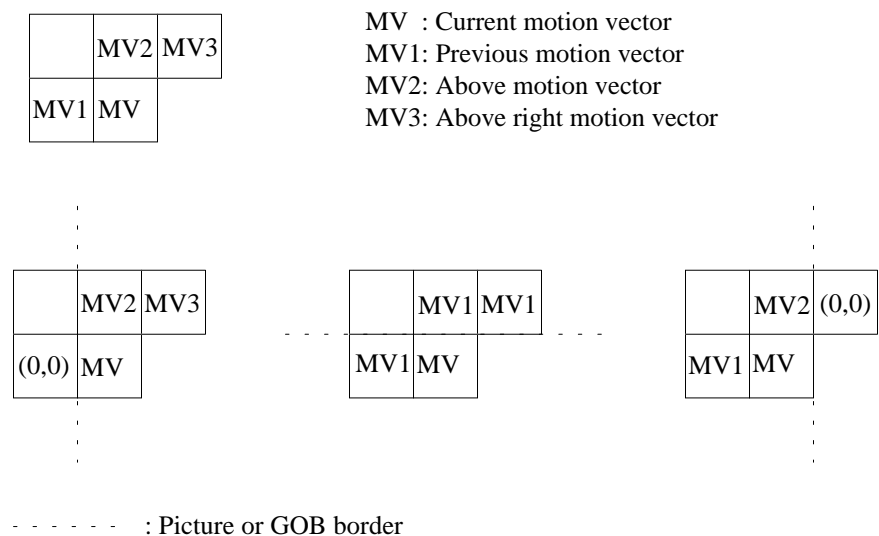 MV : Current motion vector
MV1: Previous motion vector
MV2: Above motion vector
MV3: Above right motion vector
MV2 MV3
MV1 MV
MV2 MV3
(0,0) MV
MV1 MV1
MV1 MV
MV2 (0,0)
MV1 MV
: Picture or GOB border